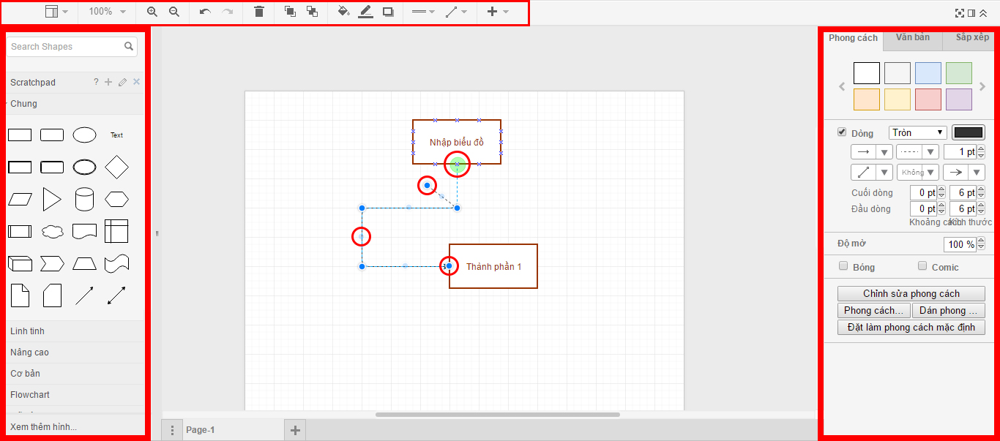 100%
Search Shapes
Scratchpad
?
Chung
Text
Linh tinh
Nâng cao
Cơ bản
Flowchart
Xem thêm hình...
Nhập biểu đồ
Thành phần 1
Page-1
Phong cách
Văn bản
Sắp xếp
Dòng
Tròn
1 pt
Không
Cuối dòng
0 pt
6 pt
Đầu dòng
0 pt
6 pt
Khoảng cách
Kích thước
Độ mờ
100 %
Bóng
Comic
Chỉnh sửa phong cách
Phong cách...
Dán phong ...
Đặt làm phong cách mặc định